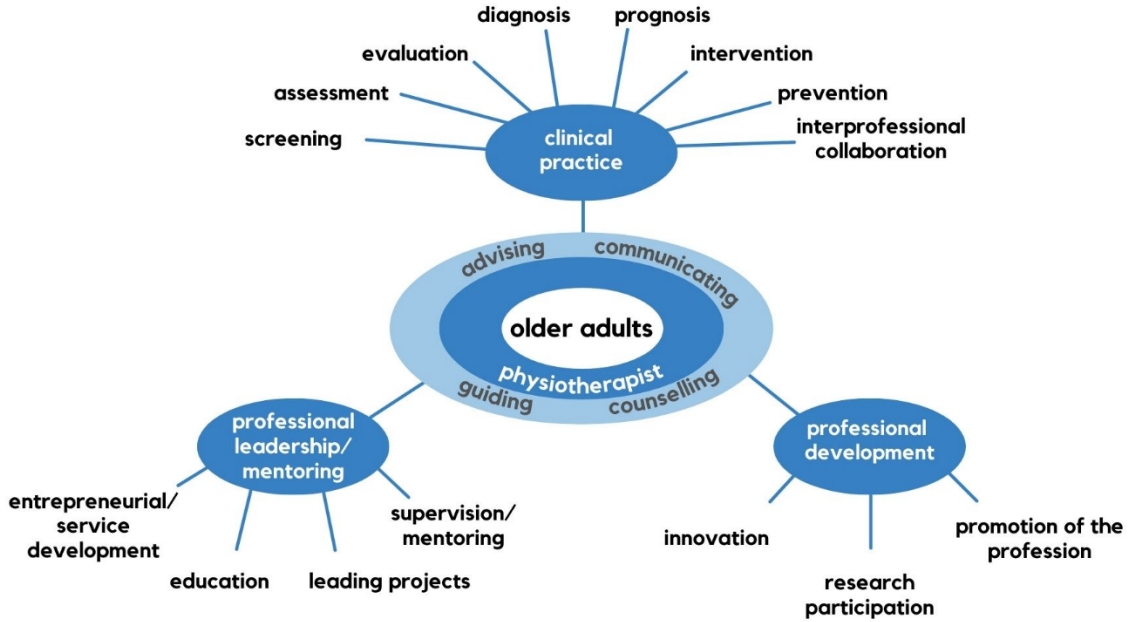 diagnosis
prognosis
evaluation
intervention
assessment
prevention
screening
interprofessional
collaboration
clinical
practice
advising
communicating
older adults
physiotherapist
guiding
counselling
professional
leadership/
mentoring
professional
development
entrepreneurial/
service
development
education
leading projects
supervision/
mentoring
innovation
research
participation
promotion of the
profession